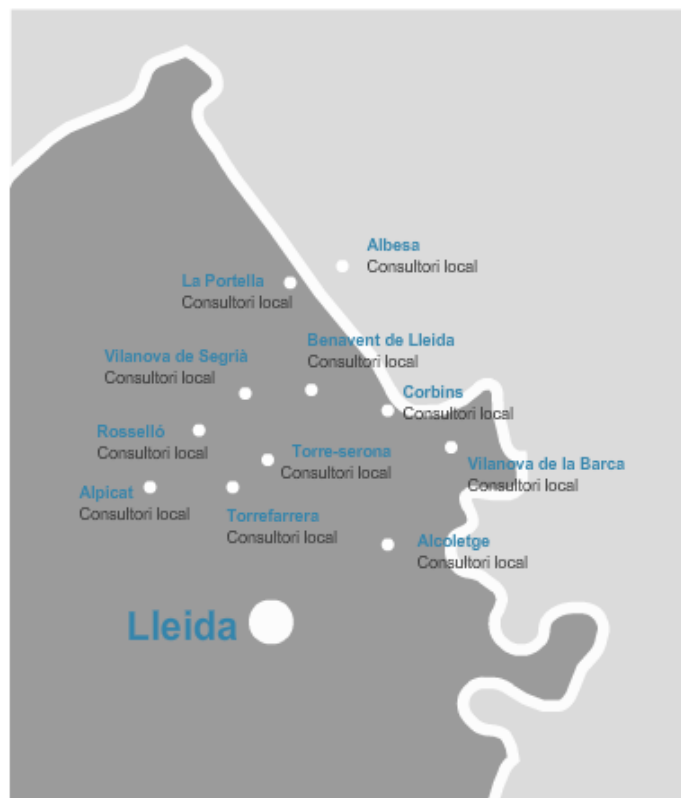 Albesa
Consultori local
La Portella
Consultori local
Benavent de Lleida
Consultori local
Vilanova de Segrià
Consultori local
Corbins
Consultori local
Rosselló
Consultori local
Torre-serona
Consultori local
Vilanova de la Barca
Consultori local
Alpicat
Consultori local
Torrefarrera
Consultori local
Alcoletge
Consultori local
Lleida